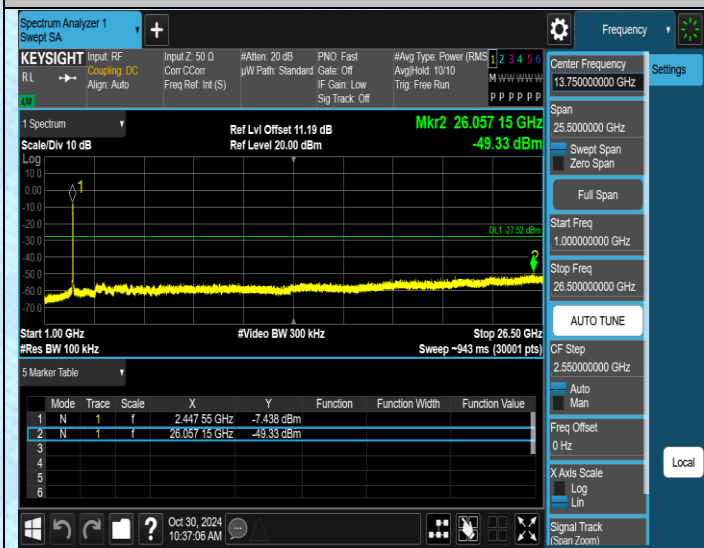 Spectrum Analyzer 1
Swept SA
Frequency
KEYSIGHT
RL
LXI
Input: RF
Coupling: DC
Align: Auto
Input Z: 50 Ω
Corr CCorr
Freq Ref: Int (S)
#Atten: 20 dB
µW Path: Standard
PNO: Fast
Gate: Off
IF Gain: Low
Sig Track: Off
#Avg Type: Power (RMS
Avg|Hold: 10/10
Trig: Free Run
1 2 3 4 5 6
M W W W W W
P P P P P P
Settings
Center Frequency
13.750000000 GHz
Span
25.5000000 GHz
Swept Span
Zero Span
Full Span
Start Freq
1.000000000 GHz
Stop Freq
26.500000000 GHz
AUTO TUNE
CF Step
2.550000000 GHz
Auto
Man
Freq Offset
0 Hz
X Axis Scale
Log
Lin
Signal Track
(Span Zoom)
Local
1 Spectrum
Scale/Div 10 dB
Log
Ref Lvl Offset 11.19 dB
Ref Level 20.00 dBm
Mkr2 26.057 15 GHz
-49.33 dBm
10.0
0.00
-10.0
-20.0
-30.0
-40.0
-50.0
-60.0
-70.0
1
DL1 -27.52 dBm
2
Start 1.00 GHz
#Video BW 300 kHz
Stop 26.50 GHz
#Res BW 100 kHz
Sweep ~943 ms (30001 pts)
5 Marker Table
Mode Trace Scale X Y Function Function Width Function Value
1 N 1 f 2.447 55 GHz -7.438 dBm
2 N 1 f 26.057 15 GHz -49.33 dBm
3
4
5
6
?
Oct 30, 2024
10:37:06 AM